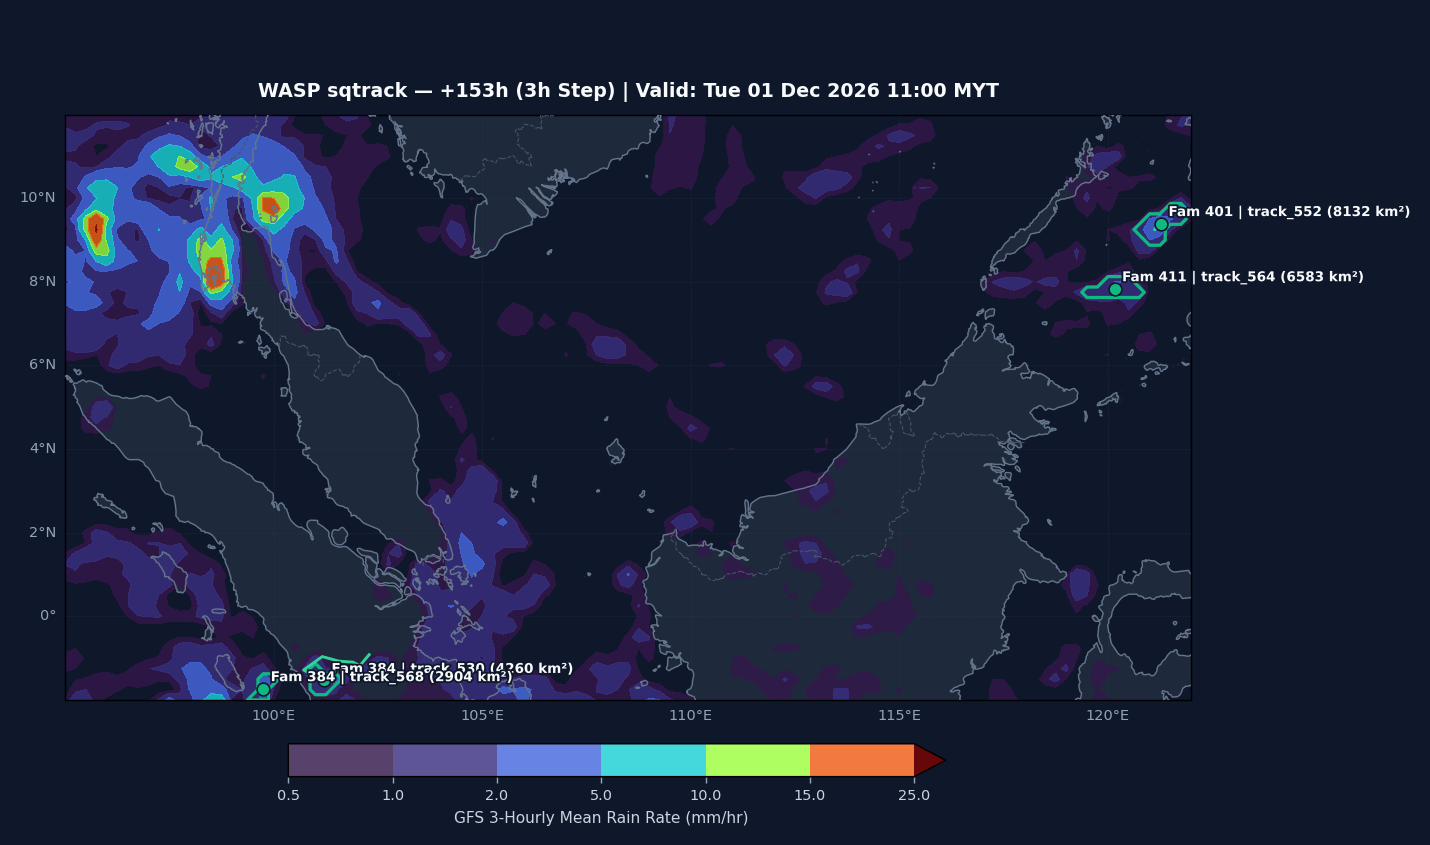 WASP sqtrack — +153h (3h Step) | Valid: Tue 01 Dec 2026 11:00 MYT
10°N
8°N
6°N
4°N
2°N
0°
Fam 401 | track_552 (8132 km²)
Fam 411 | track_564 (6583 km²)
Fam 384 | track_530 (4260 km²)
Fam 384 | track_568 (2904 km²)
100°E
105°E
110°E
115°E
120°E
0.5
1.0
2.0
5.0
10.0
15.0
25.0
GFS 3-Hourly Mean Rain Rate (mm/hr)